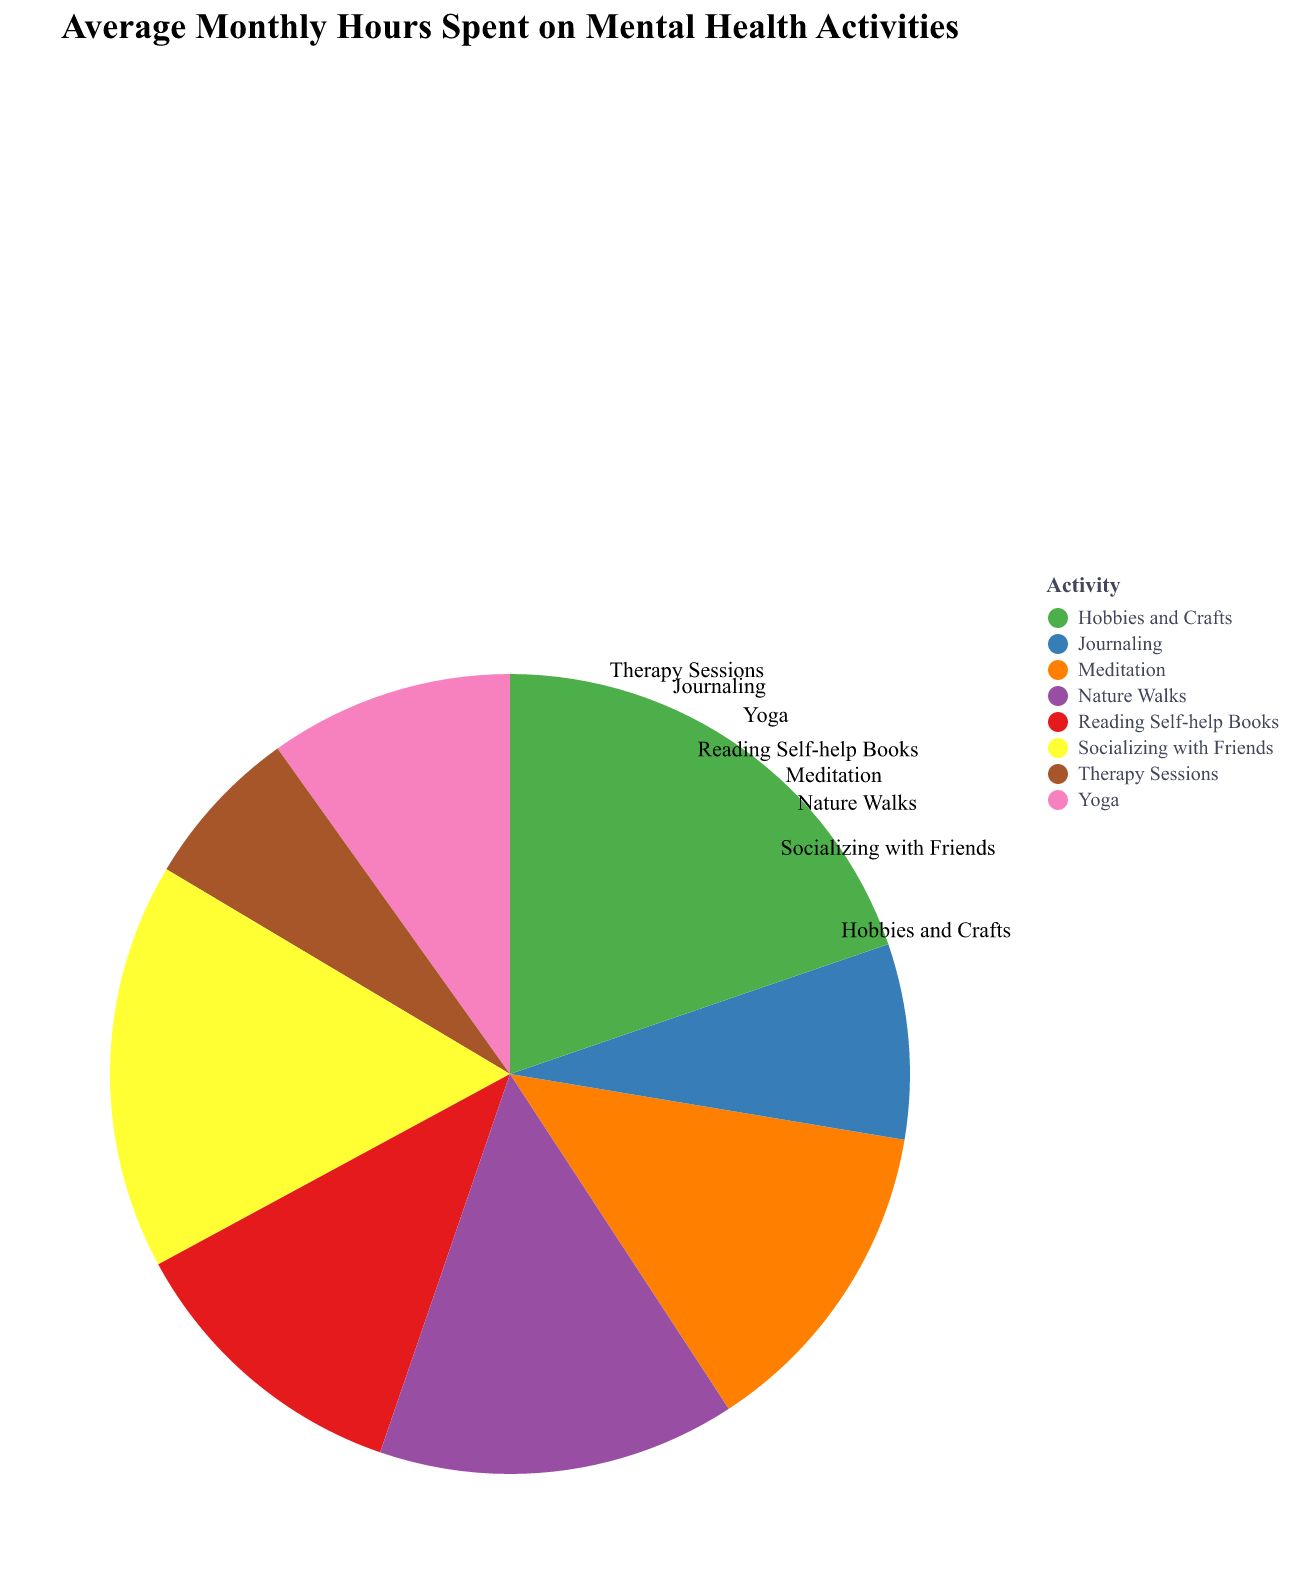 Average Monthly Hours Spent on Mental Health Activities
Activity
Hobbies and Crafts
Journaling
Meditation
Nature Walks
Reading Self-help Books
Socializing with Friends
Therapy Sessions
Yoga
Therapy Sessions
Journaling
Yoga
Reading Self-help Books
Meditation
Nature Walks
Socializing with Friends
Hobbies and Crafts